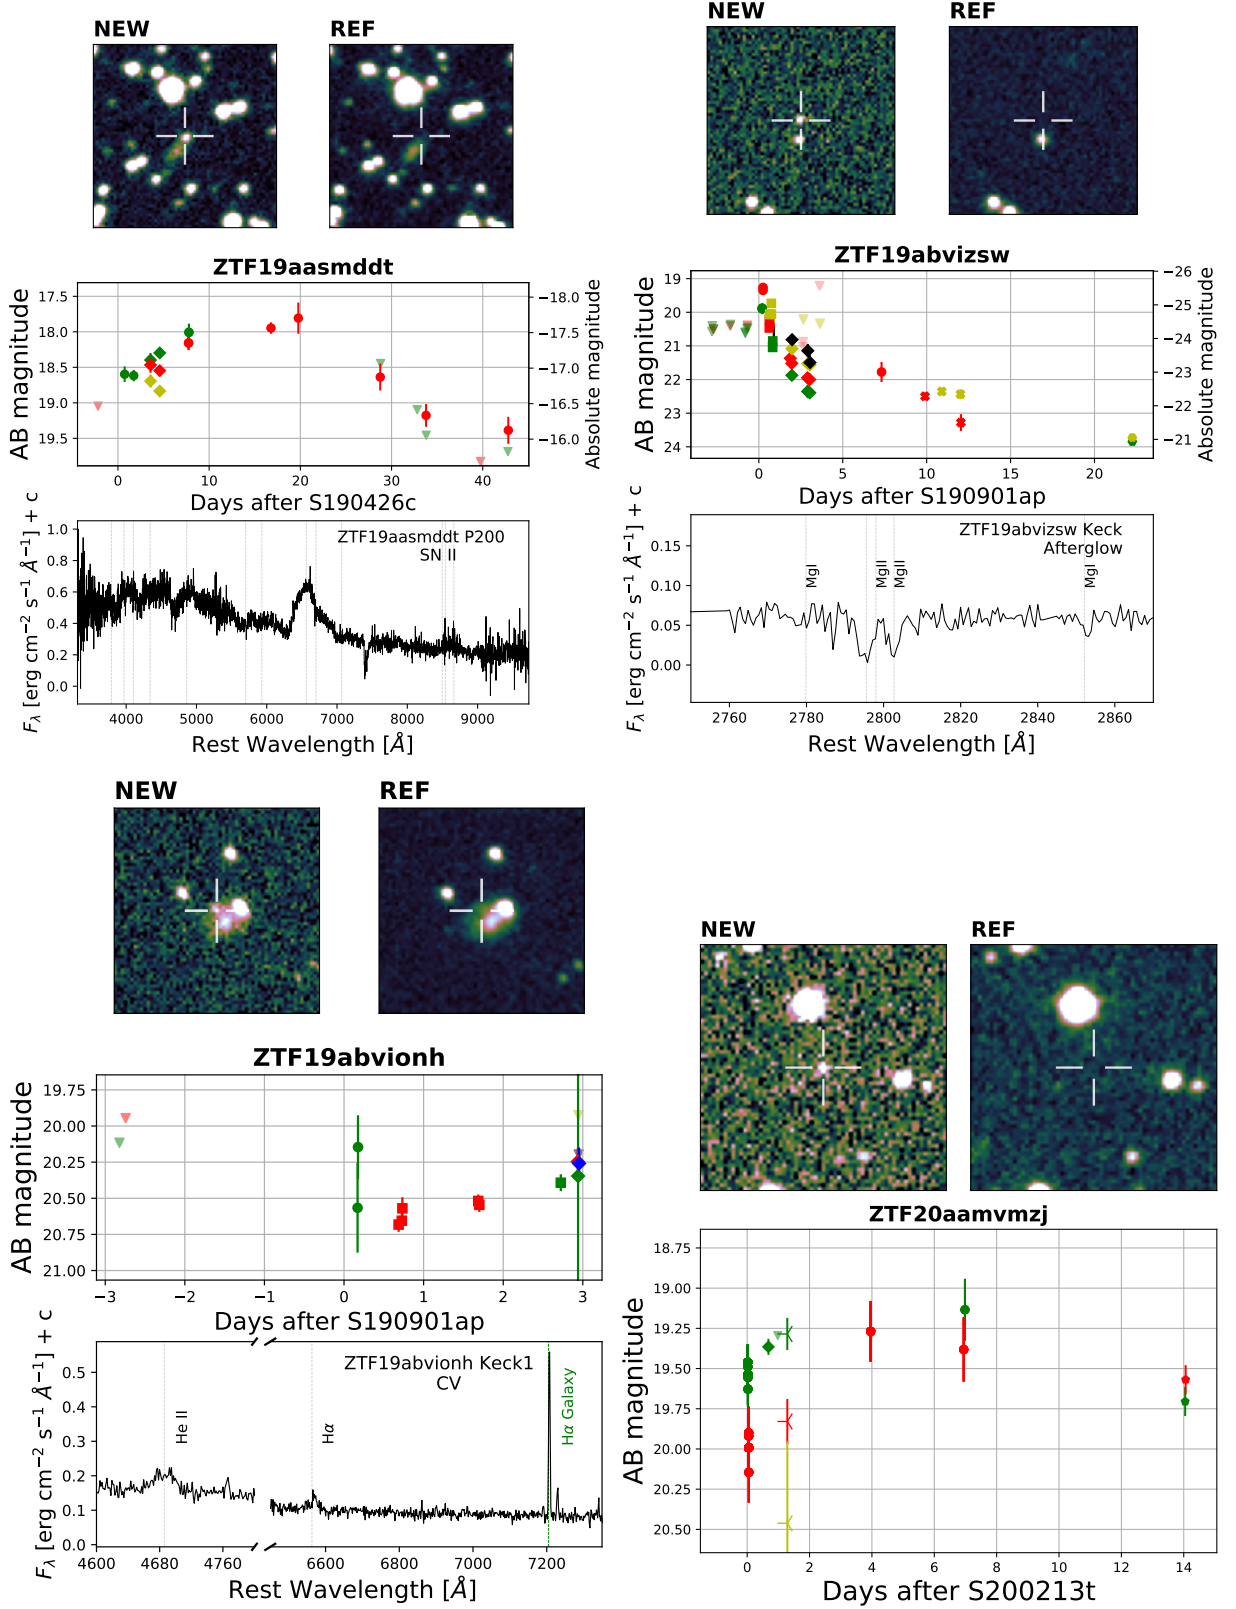 NEW
REF
ZTF19aasmddt
17.5
18.0
18.5
19.0
19.5
−18.0
−17.5
−17.0
−16.5
−16.0
AB magnitude
Absolute magnitude
0
10
20
30
40
Days after S190426c
ZTF19aasmddt P200
SN II
1.0
0.8
0.6
0.4
0.2
0.0
F_λ [erg cm⁻² s⁻¹ Å⁻¹] + c
4000
5000
6000
7000
8000
9000
Rest Wavelength [Å]
NEW
REF
ZTF19abvizsw
19
20
21
22
23
24
−26
−25
−24
−23
−22
−21
AB magnitude
Absolute magnitude
0
5
10
15
20
Days after S190901ap
ZTF19abvizsw Keck
Afterglow
MgI
MgII
MgII
MgI
0.15
0.10
0.05
0.00
F_λ [erg cm⁻² s⁻¹ Å⁻¹] + c
2760
2780
2800
2820
2840
2860
Rest Wavelength [Å]
NEW
REF
ZTF19abvionh
19.75
20.00
20.25
20.50
20.75
21.00
AB magnitude
−3
−2
−1
0
1
2
3
Days after S190901ap
ZTF19abvionh Keck1
CV
He II
Hα
Hα Galaxy
0.5
0.4
0.3
0.2
0.1
0.0
F_λ [erg cm⁻² s⁻¹ Å⁻¹] + c
4600
4680
4760
6600
6800
7000
7200
Rest Wavelength [Å]
NEW
REF
ZTF20aamvmzj
18.75
19.00
19.25
19.50
19.75
20.00
20.25
20.50
AB magnitude
0
2
4
6
8
10
12
14
Days after S200213t